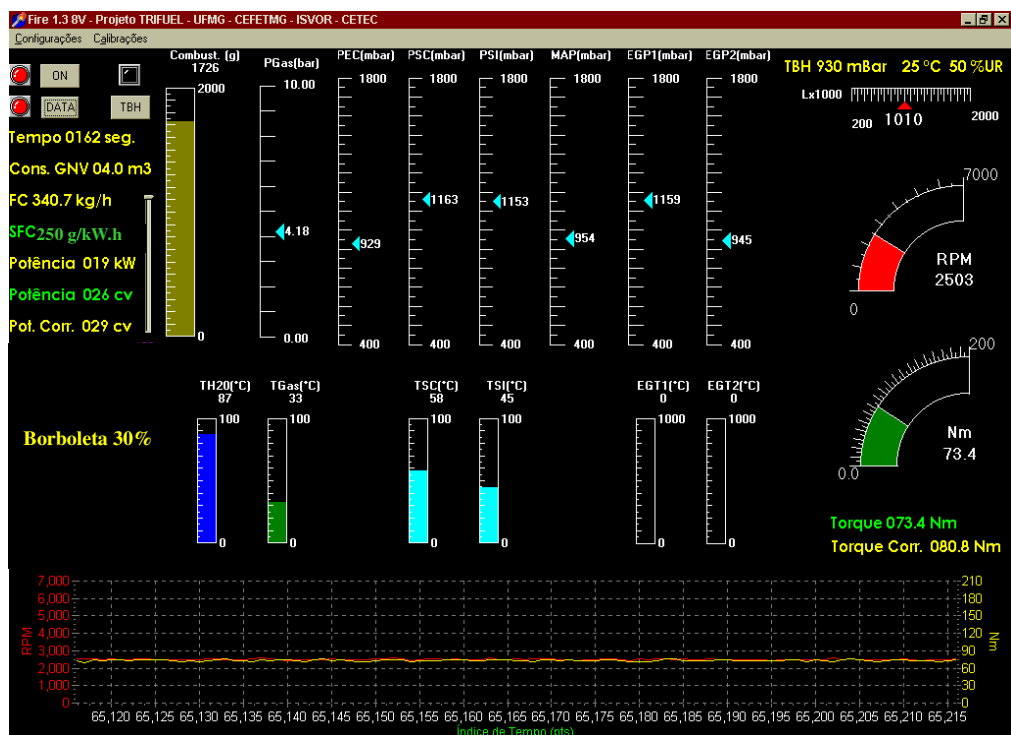 Fire 1.3 8V - Projeto TRIFUEL - UFMG - CEFETMG - ISVOR - CETEC
Configurações Calibrações
ON
DATA TBH
Tempo 0162 seg.
Cons. GNV 04.0 m3
FC 340.7 kg/h
SFC 250 g/kW.h
Potência 019 kW
Potência 026 cv
Pot. Corr. 029 cv
Combust. (g)
1726
2000
0
PGas(bar)
10.00
4.18
0.00
PEC(mbar)
1800
929
400
PSC(mbar)
1800
1163
400
PSI(mbar)
1800
1153
400
MAP(mbar)
1800
954
400
EGP1(mbar)
1800
1159
400
EGP2(mbar)
1800
945
400
TBH 930 mBar 25 ºC 50 %UR
Lx1000
200 1010 2000
7000
RPM
2503
0
200
Nm
73.4
0.0
Torque 073.4 Nm
Torque Corr. 080.8 Nm
Borboleta 30%
TH20(°C)
87
100
0
TGas(°C)
33
100
0
TSC(°C)
58
100
0
TSI(°C)
45
100
0
EGT1(°C)
0
1000
0
EGT2(°C)
0
1000
0
7,000
6,000
5,000
4,000
3,000
2,000
1,000
0
RPM
210
180
150
120
90
60
30
0
Nm
65,120 65,125 65,130 65,135 65,140 65,145 65,150 65,155 65,160 65,165 65,170 65,175 65,180 65,185 65,190 65,195 65,200 65,205 65,210 65,215
Índice de Tempo (pts)